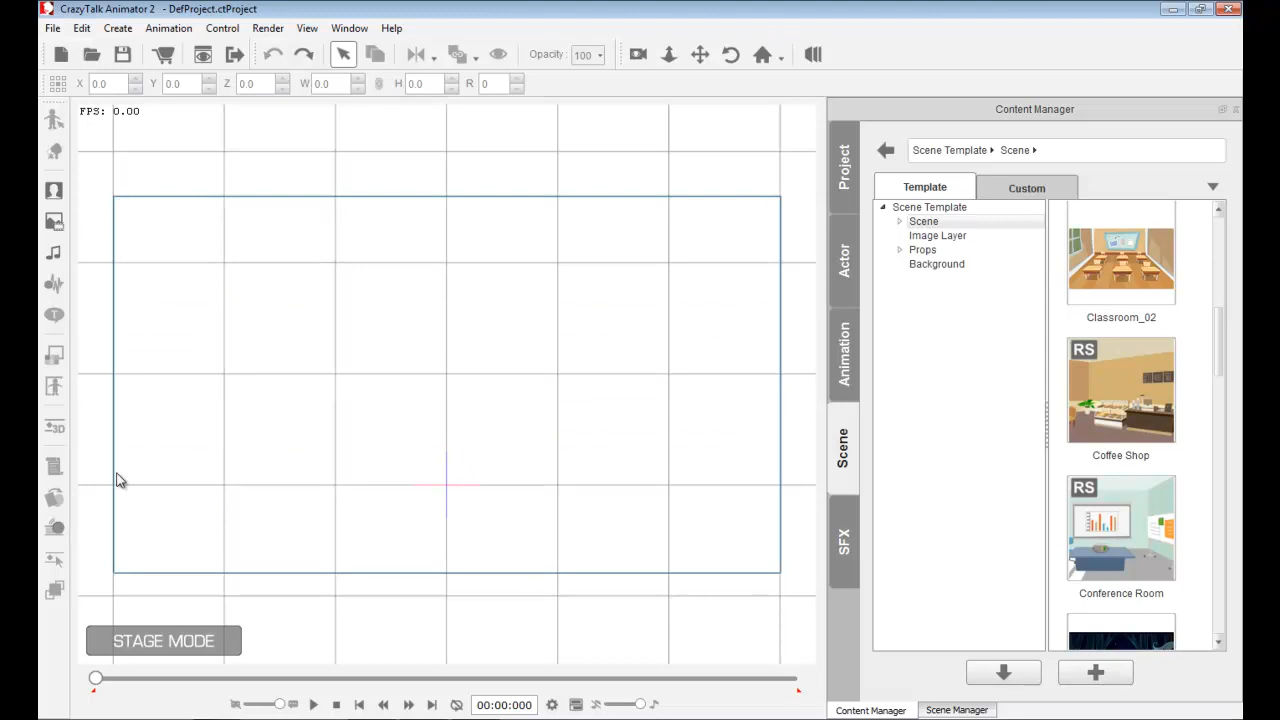 CrazyTalk Animator 2 - DefProject.ctProject
File Edit Create Animation Control Render View Window Help
Opacity: 100
X 0.0 Y 0.0 Z 0.0 W 0.0 H 0.0 R 0
FPS: 0.00
Content Manager
Scene Template Scene
Template Custom
Scene Template
Scene
Image Layer
Props
Background
Project
Actor
Animation
Scene
SFX
Classroom_02
RS
Coffee Shop
RS
Conference Room
STAGE MODE
3D
T
00:00:000
Content Manager Scene Manager